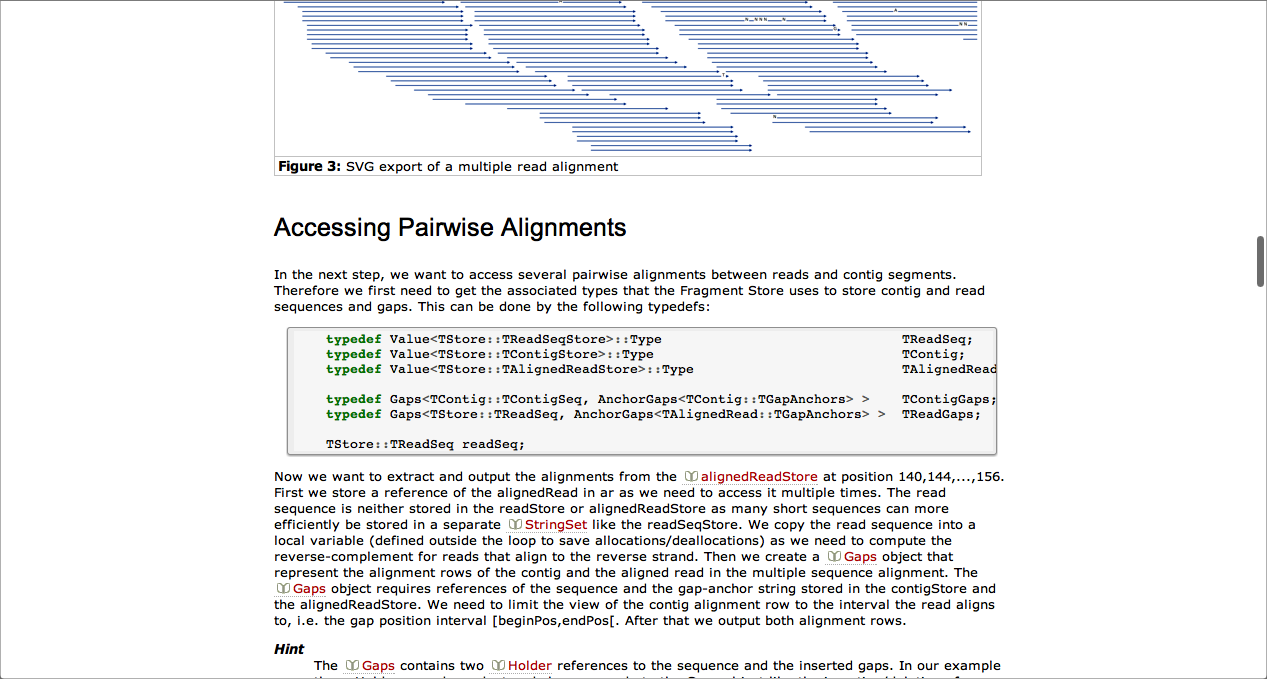 Figure 3: SVG export of a multiple read alignment
Accessing Pairwise Alignments
In the next step, we want to access several pairwise alignments between reads and contig segments.
Therefore we first need to get the associated types that the Fragment Store uses to store contig and read
sequences and gaps. This can be done by the following typedefs:
typedef Value<TStore::TReadSeqStore>::Type TReadSeq;
typedef Value<TStore::TContigStore>::Type TContig;
typedef Value<TStore::TAlignedReadStore>::Type TAlignedRead
typedef Gaps<TContig::TContigSeq, AnchorGaps<TContig::TGapAnchors> > TContigGaps;
typedef Gaps<TStore::TReadSeq, AnchorGaps<TAlignedRead::TGapAnchors> > TReadGaps;
TStore::TReadSeq readSeq;
Now we want to extract and output the alignments from the alignedReadStore at position 140,144,...,156.
First we store a reference of the alignedRead in ar as we need to access it multiple times. The read
sequence is neither stored in the readStore or alignedReadStore as many short sequences can more
efficiently be stored in a separate StringSet like the readSeqStore. We copy the read sequence into a
local variable (defined outside the loop to save allocations/deallocations) as we need to compute the
reverse-complement for reads that align to the reverse strand. Then we create a Gaps object that
represent the alignment rows of the contig and the aligned read in the multiple sequence alignment. The
Gaps object requires references of the sequence and the gap-anchor string stored in the contigStore and
the alignedReadStore. We need to limit the view of the contig alignment row to the interval the read aligns
to, i.e. the gap position interval [beginPos,endPos[. After that we output both alignment rows.
Hint
The Gaps contains two Holder references to the sequence and the inserted gaps. In our example